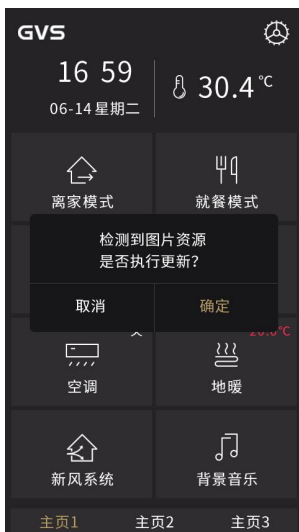 GVS
16 59
06-14 星期二
30.4 ℃
离家模式
就餐模式
检测到图片资源
是否执行更新?
取消
确定
空调
地暖
新风系统
背景音乐
主页1
主页2
主页3